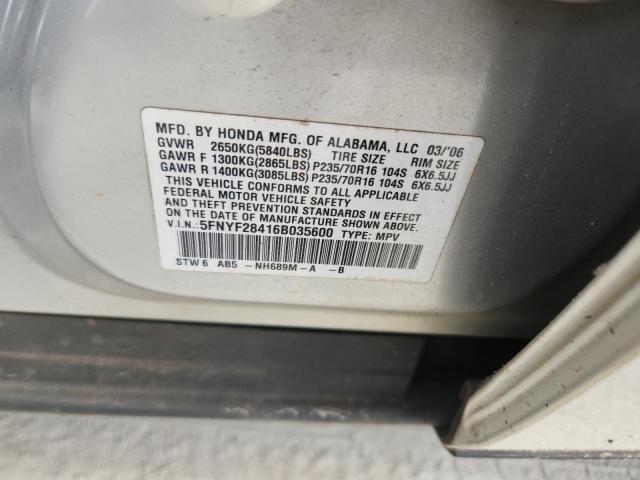 MFD. BY HONDA MFG. OF ALABAMA, LLC 03/'06
GVWR 2650KG(5840LBS) TIRE SIZE RIM SIZE
GAWR F 1300KG(2865LBS) P235/70R16 104S 6X6.5JJ
GAWR R 1400KG(3085LBS) P235/70R16 104S 6X6.5JJ
THIS VEHICLE CONFORMS TO ALL APPLICABLE
FEDERAL MOTOR VEHICLE SAFETY
AND THEFT PREVENTION STANDARDS IN EFFECT
ON THE DATE OF MANUFACTURE SHOWN ABOVE.
V.I.N.: 5FNYF28416B035600 TYPE: MPV
STW 6 AB5 -NH689M-A -B